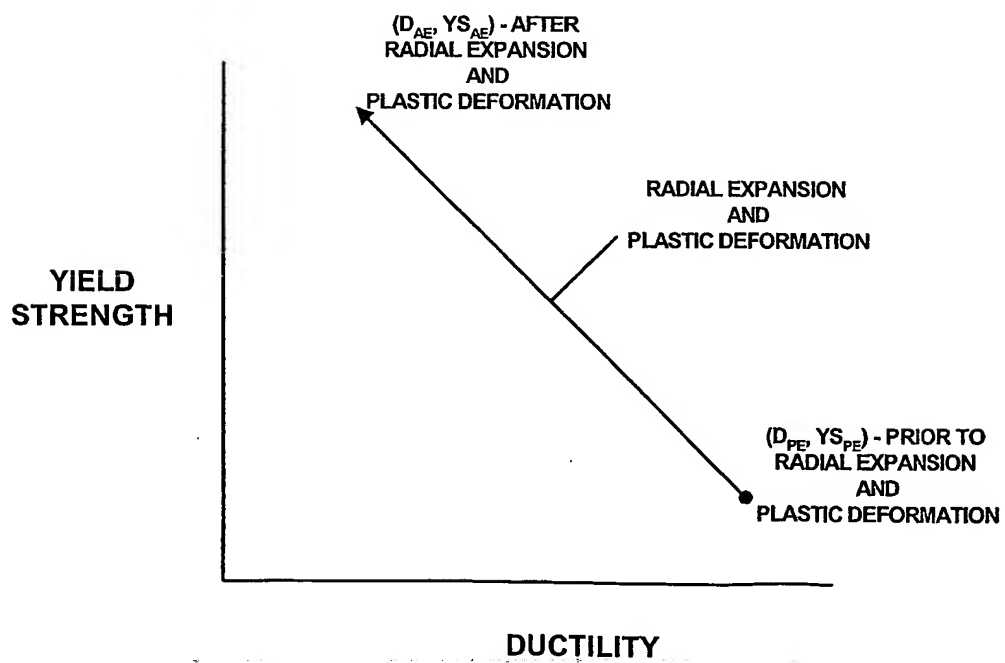 (D_AE, YS_AE) - AFTER
RADIAL EXPANSION
AND
PLASTIC DEFORMATION
RADIAL EXPANSION
AND
PLASTIC DEFORMATION
YIELD
STRENGTH
(D_PE, YS_PE) - PRIOR TO
RADIAL EXPANSION
AND
PLASTIC DEFORMATION
DUCTILITY